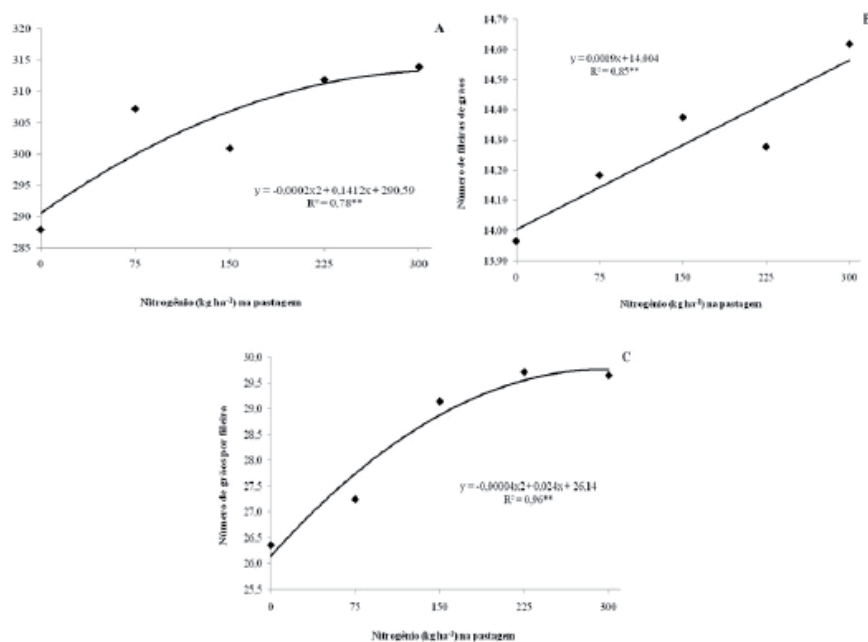 A
320
315
310
305
300
295
290
285
0 75 150 225 300
y = -0,0002x2 + 0,1412x + 290,59
R² = 0,78**
Nitrogênio (kg ha⁻¹) na pastagem
B
14,70
14,60
14,50
14,40
14,30
14,20
14,10
14,00
13,90
0 75 150 225 300
y = 0,0019x + 14,004
R² = 0,85**
Número de fileiras de grãos
Nitrogênio (kg ha⁻¹) na pastagem
C
30,0
29,5
29,0
28,5
28,0
27,5
27,0
26,5
26,0
25,5
0 75 150 225 300
y = -0,00004x2 + 0,024x + 26,14
R² = 0,96**
Número de grãos por fileira
Nitrogênio (kg ha⁻¹) na pastagem